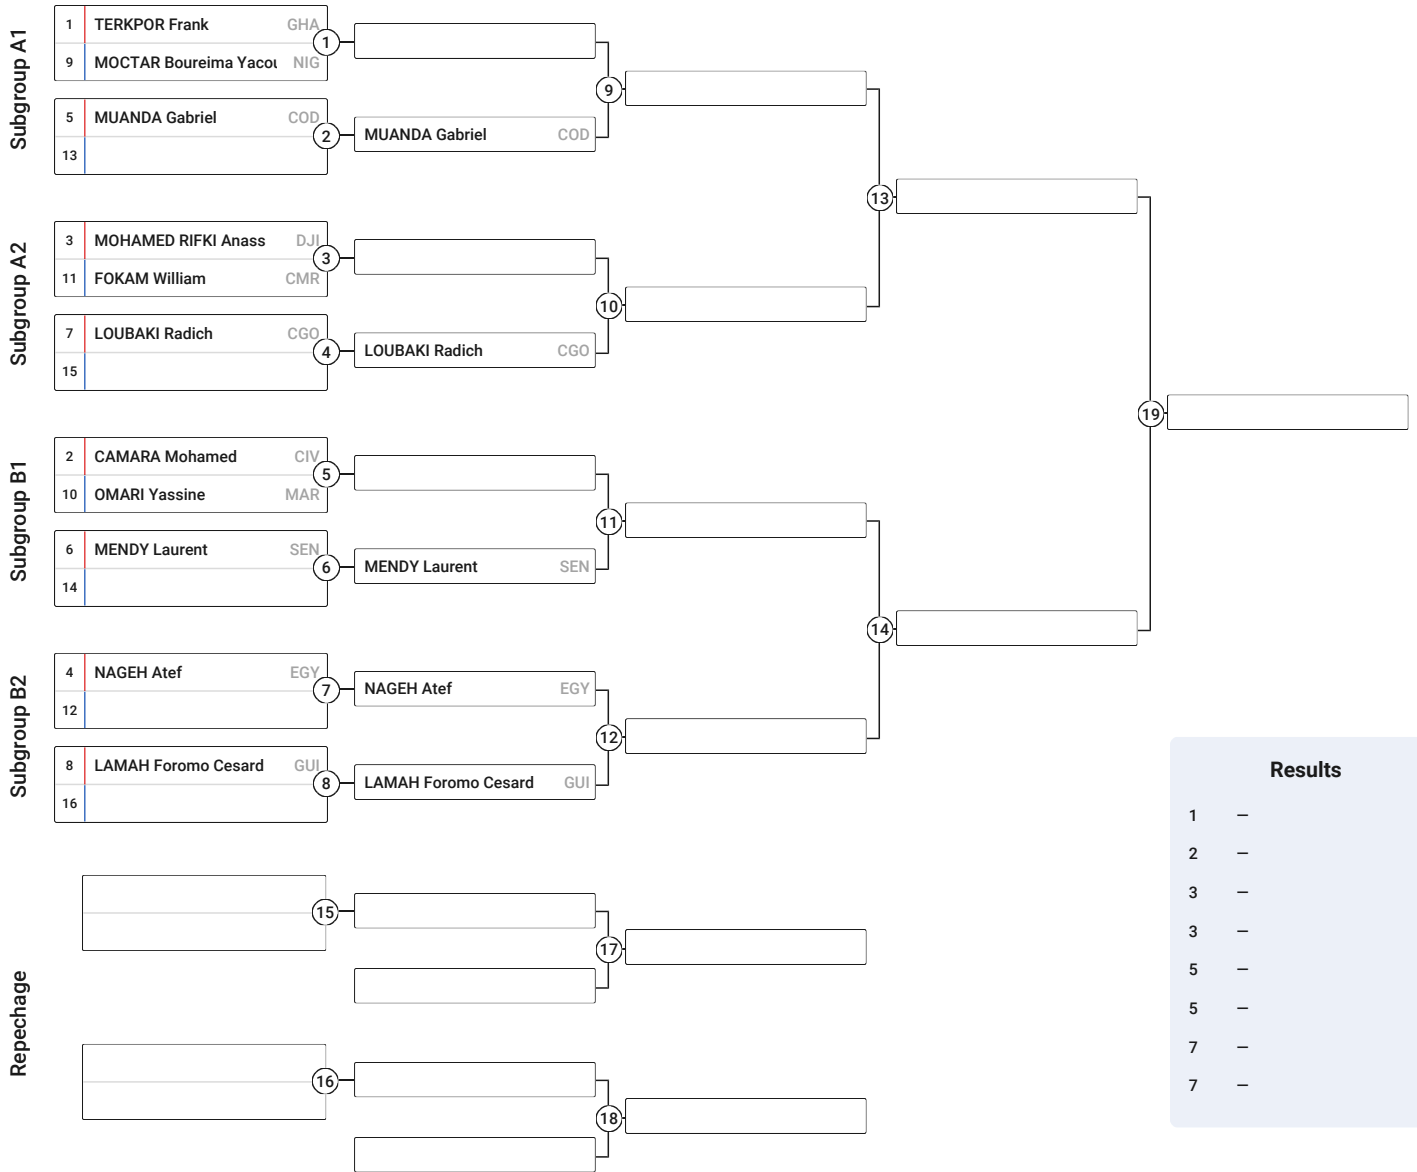 Subgroup A1
1 TERKPOR Frank GHA
9 MOCTAR Boureima Yacou NIG
1
5 MUANDA Gabriel COD
13
2
MUANDA Gabriel COD
9
Subgroup A2
3 MOHAMED RIFKI Anass DJI
11 FOKAM William CMR
3
7 LOUBAKI Radich CGO
15
4
LOUBAKI Radich CGO
10
13
Subgroup B1
2 CAMARA Mohamed CIV
10 OMARI Yassine MAR
5
6 MENDY Laurent SEN
14
6
MENDY Laurent SEN
11
Subgroup B2
4 NAGEH Atef EGY
12
7
NAGEH Atef EGY
8 LAMAH Foromo Cesard GUI
16
8
LAMAH Foromo Cesard GUI
12
14
19
Repechage
15
17
16
18
Results
1 –
2 –
3 –
3 –
5 –
5 –
7 –
7 –